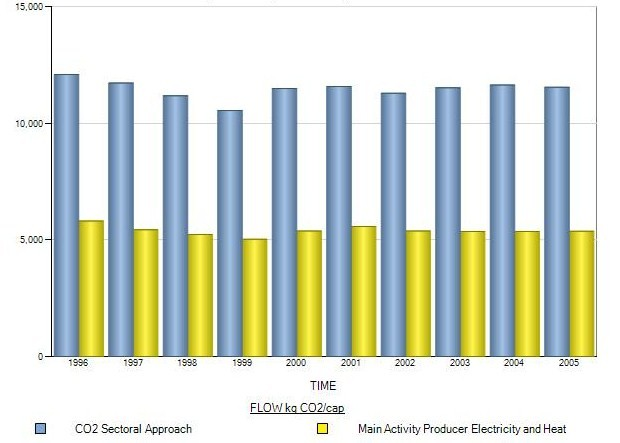 15,000
10,000
5,000
0
1996 1997 1998 1999 2000 2001 2002 2003 2004 2005
TIME
FLOW kg CO2/cap
CO2 Sectoral Approach Main Activity Producer Electricity and Heat